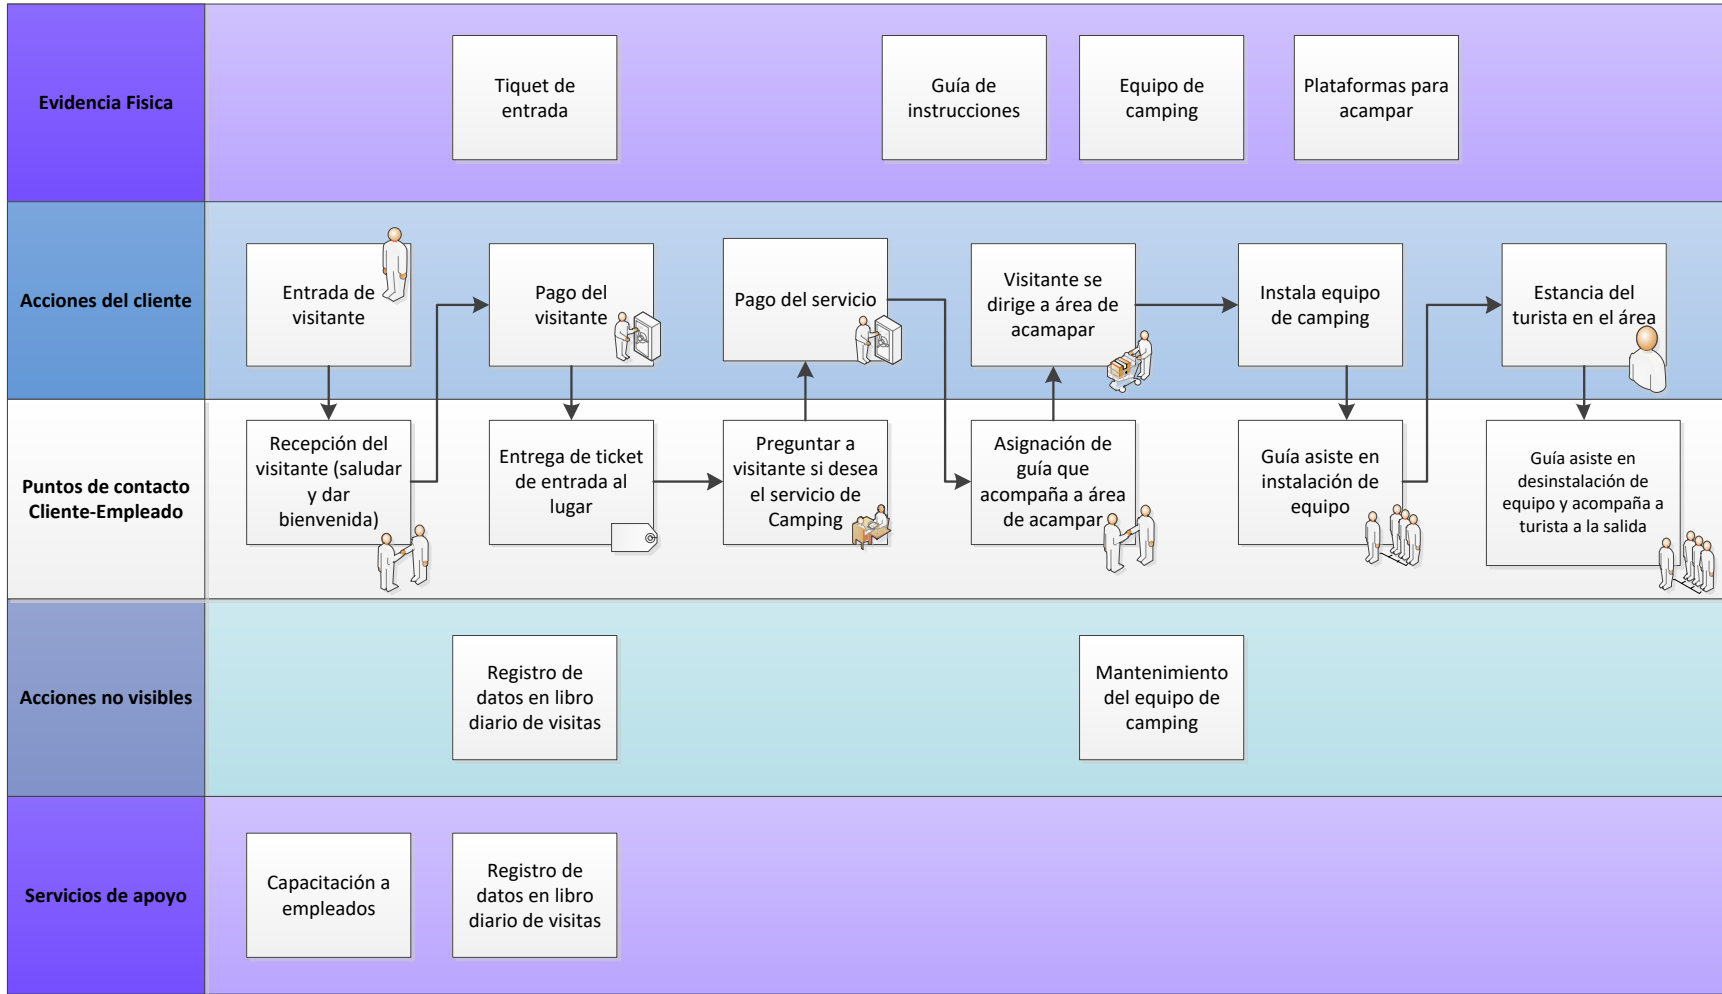 Evidencia Fisica
Tiquet de
entrada
Guía de
instrucciones
Equipo de
camping
Plataformas para
acampar
Acciones del cliente
Entrada de
visitante
Pago del
visitante
Pago del servicio
Visitante se
dirige a área de
acamapar
Instala equipo
de camping
Estancia del
turista en el área
Puntos de contacto
Cliente-Empleado
Recepción del
visitante (saludar
y dar
bienvenida)
Entrega de ticket
de entrada al
lugar
Preguntar a
visitante si desea
el servicio de
Camping
Asignación de
guía que
acompaña a área
de acampar
Guía asiste en
instalación de
equipo
Guía asiste en
desinstalación de
equipo y acompaña a
turista a la salida
Acciones no visibles
Registro de
datos en libro
diario de visitas
Mantenimiento
del equipo de
camping
Servicios de apoyo
Capacitación a
empleados
Registro de
datos en libro
diario de visitas